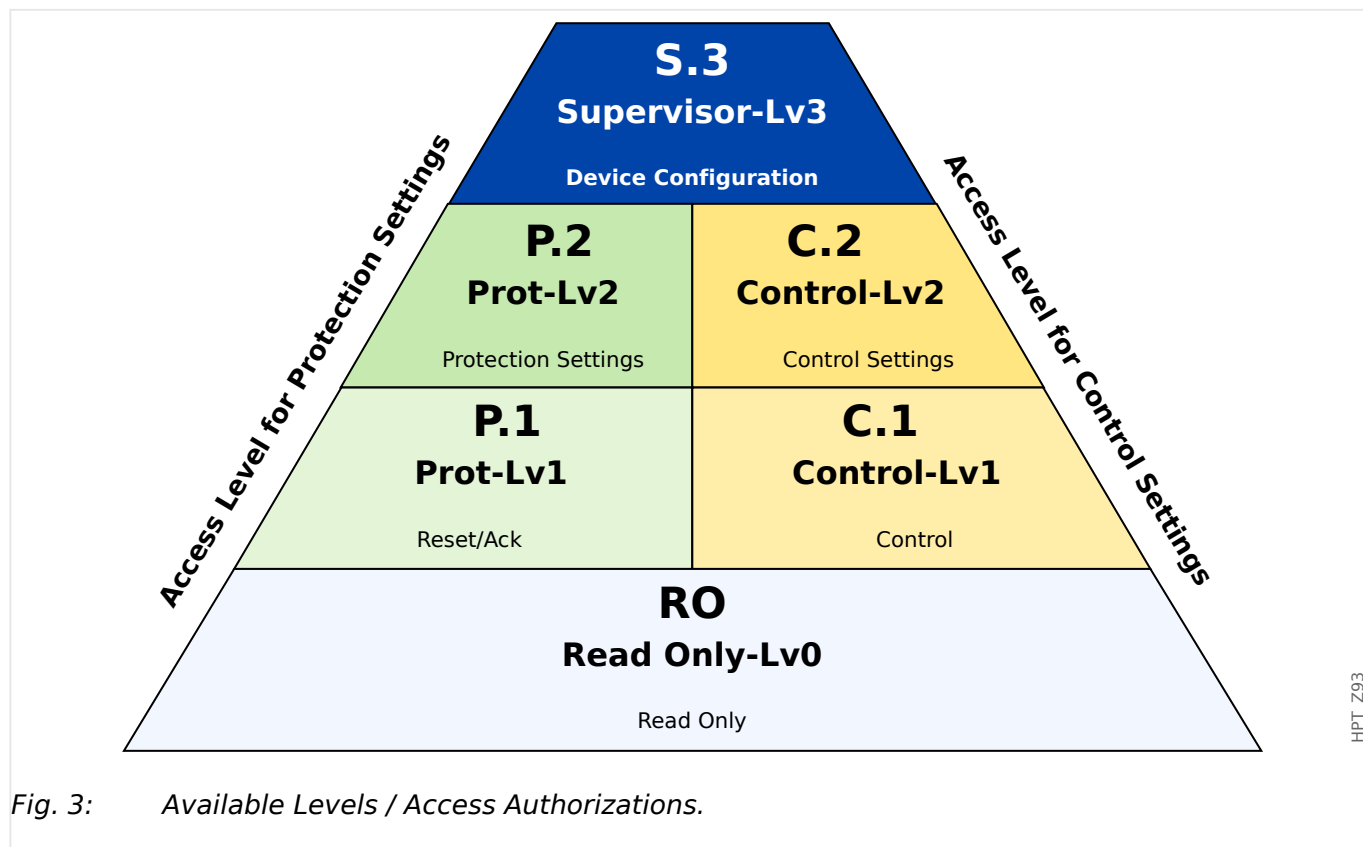 S.3
Supervisor-Lv3
Device Configuration
Access Level for Protection Settings
Access Level for Control Settings
P.2
Prot-Lv2
Protection Settings
C.2
Control-Lv2
Control Settings
P.1
Prot-Lv1
Reset/Ack
C.1
Control-Lv1
Control
RO
Read Only-Lv0
Read Only
HPT_Z93
Fig. 3: Available Levels / Access Authorizations.